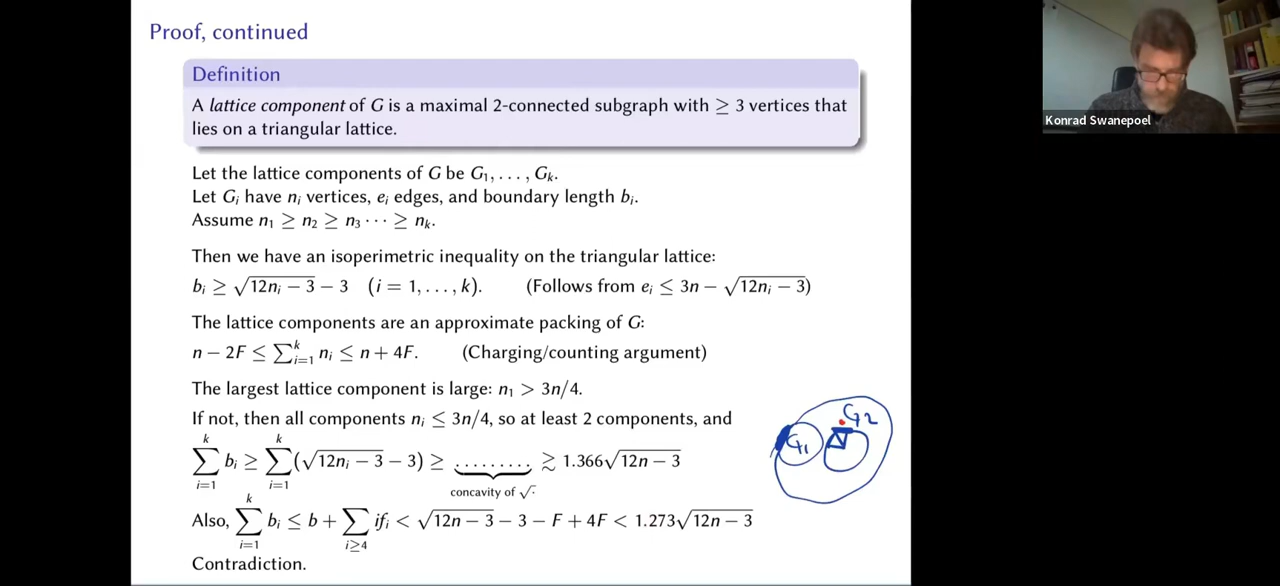 Proof, continued
Definition
A lattice component of G is a maximal 2-connected subgraph with ≥ 3 vertices that
lies on a triangular lattice.
Let the lattice components of G be G₁, . . . , Gₖ.
Let Gᵢ have nᵢ vertices, eᵢ edges, and boundary length bᵢ.
Assume n₁ ≥ n₂ ≥ n₃ · · · ≥ nₖ.
Then we have an isoperimetric inequality on the triangular lattice:
bᵢ ≥ √(12nᵢ − 3) − 3 (i = 1, . . . , k). (Follows from eᵢ ≤ 3n − √(12nᵢ − 3))
The lattice components are an approximate packing of G:
n − 2F ≤ ∑ᵢ₌₁ᵏ nᵢ ≤ n + 4F. (Charging/counting argument)
The largest lattice component is large: n₁ > 3n/4.
If not, then all components nᵢ ≤ 3n/4, so at least 2 components, and
∑ᵢ₌₁ᵏ bᵢ ≥ ∑ᵢ₌₁ᵏ (√(12nᵢ − 3) − 3) ≥ . . . . . . . . . ≳ 1.366√(12n − 3)
concavity of √·
Also, ∑ᵢ₌₁ᵏ bᵢ ≤ b + ∑ᵢ≥₄ ifᵢ < √(12n − 3) − 3 − F + 4F < 1.273√(12n − 3)
Contradiction.
G₁
G2
Konrad Swanepoel